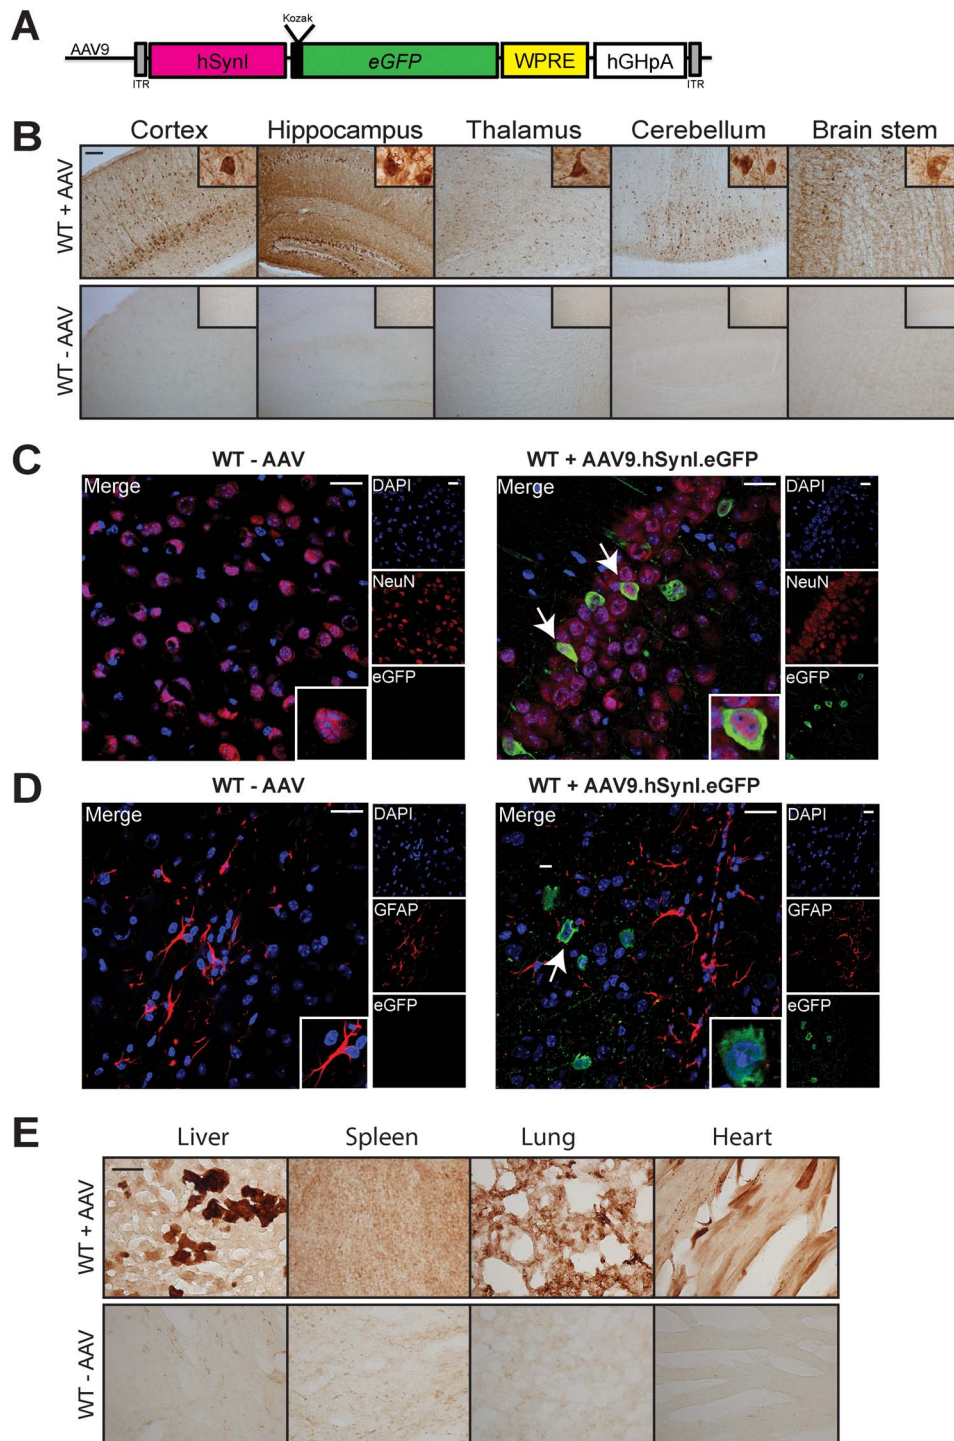 A
Kozak
AAV9
hSynI
eGFP
WPRE
hGHpA
ITR
ITR
B
Cortex Hippocampus Thalamus Cerebellum Brain stem
WT + AAV
WT - AAV
C
WT - AAV
WT + AAV9.hSynI.eGFP
Merge
DAPI
NeuN
eGFP
Merge
DAPI
NeuN
eGFP
D
WT - AAV
WT + AAV9.hSynI.eGFP
Merge
DAPI
GFAP
eGFP
Merge
DAPI
GFAP
eGFP
E
Liver Spleen Lung Heart
WT + AAV
WT - AAV